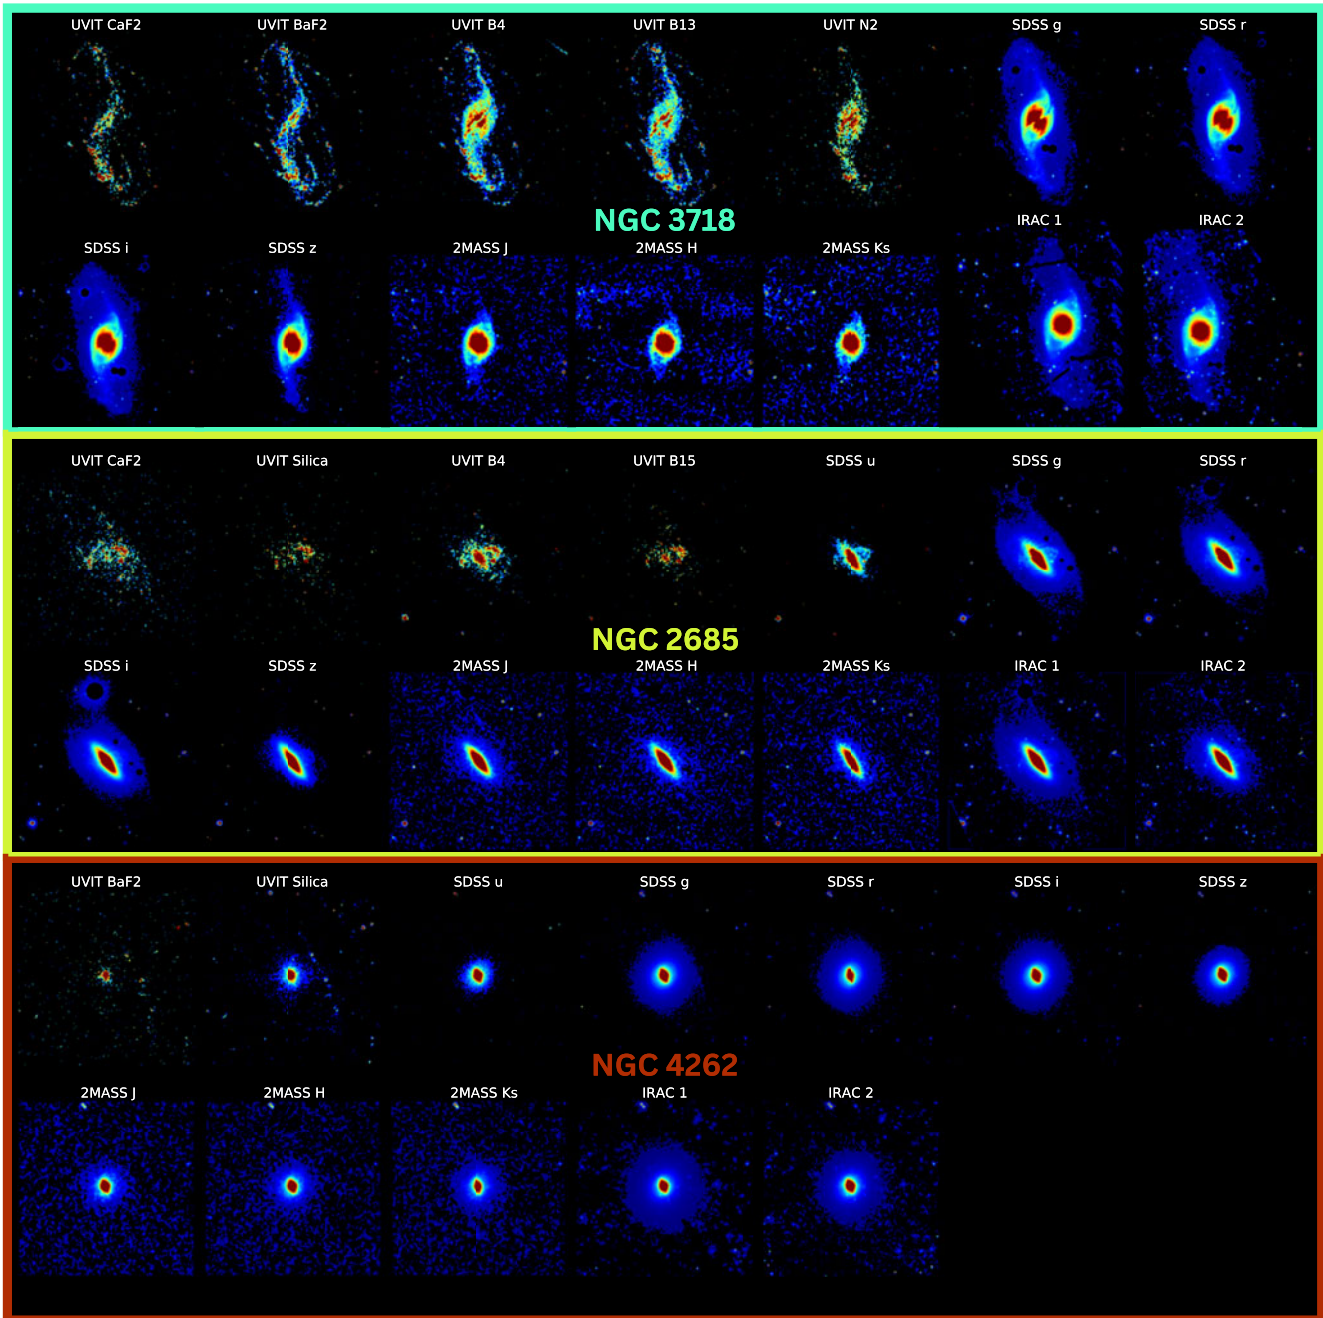 UVIT CaF2 UVIT BaF2 UVIT B4 UVIT B13 UVIT N2 SDSS g SDSS r
NGC 3718
SDSS i SDSS z 2MASS J 2MASS H 2MASS Ks IRAC 1 IRAC 2
UVIT CaF2 UVIT Silica UVIT B4 UVIT B15 SDSS u SDSS g SDSS r
NGC 2685
SDSS i SDSS z 2MASS J 2MASS H 2MASS Ks IRAC 1 IRAC 2
UVIT BaF2 UVIT Silica SDSS u SDSS g SDSS r SDSS i SDSS z
NGC 4262
2MASS J 2MASS H 2MASS Ks IRAC 1 IRAC 2